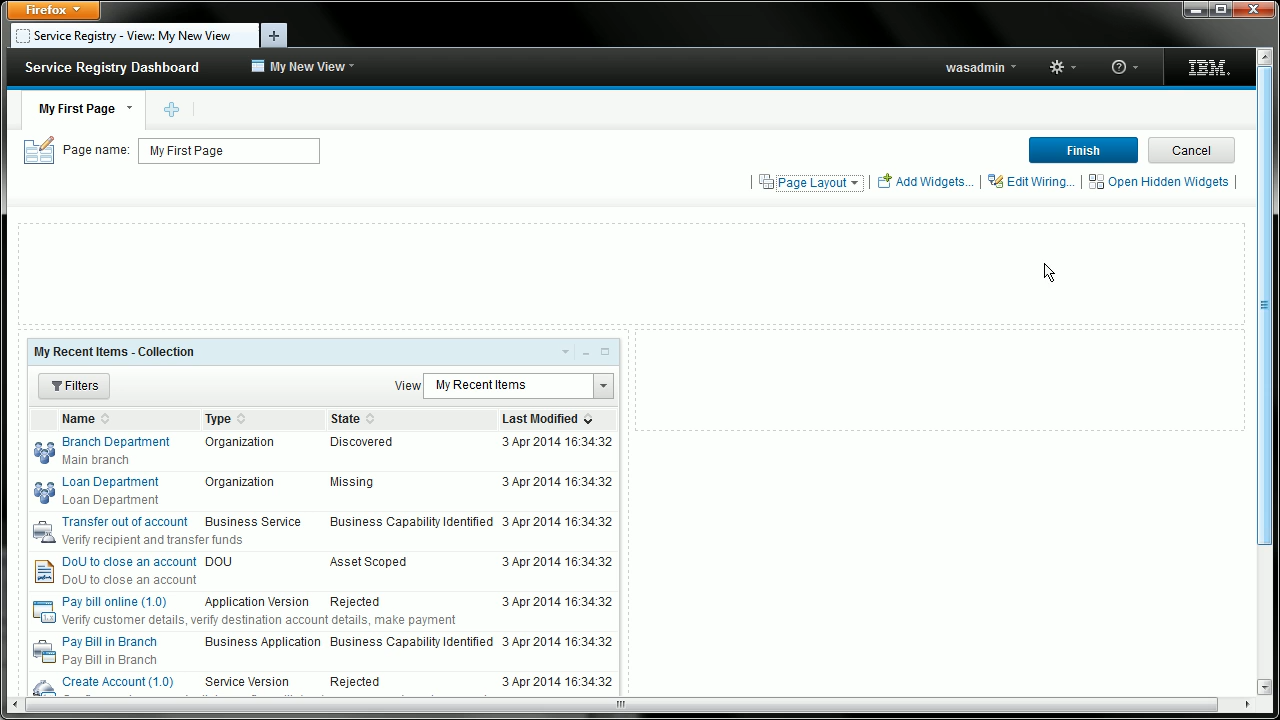 Firefox
Service Registry - View: My New View
Service Registry Dashboard
My New View
wasadmin
IBM.
My First Page
Page name:
My First Page
Finish
Cancel
Page Layout
Add Widgets...
Edit Wiring...
Open Hidden Widgets
My Recent Items - Collection
Filters
View
My Recent Items
Name Type State Last Modified
Branch Department Organization Discovered 3 Apr 2014 16:34:32
Main branch
Loan Department Organization Missing 3 Apr 2014 16:34:32
Loan Department
Transfer out of account Business Service Business Capability Identified 3 Apr 2014 16:34:32
Verify recipient and transfer funds
DoU to close an account DOU Asset Scoped 3 Apr 2014 16:34:32
DoU to close an account
Pay bill online (1.0) Application Version Rejected 3 Apr 2014 16:34:32
Verify customer details, verify destination account details, make payment
Pay Bill in Branch Business Application Business Capability Identified 3 Apr 2014 16:34:32
Pay Bill in Branch
Create Account (1.0) Service Version Rejected 3 Apr 2014 16:34:32